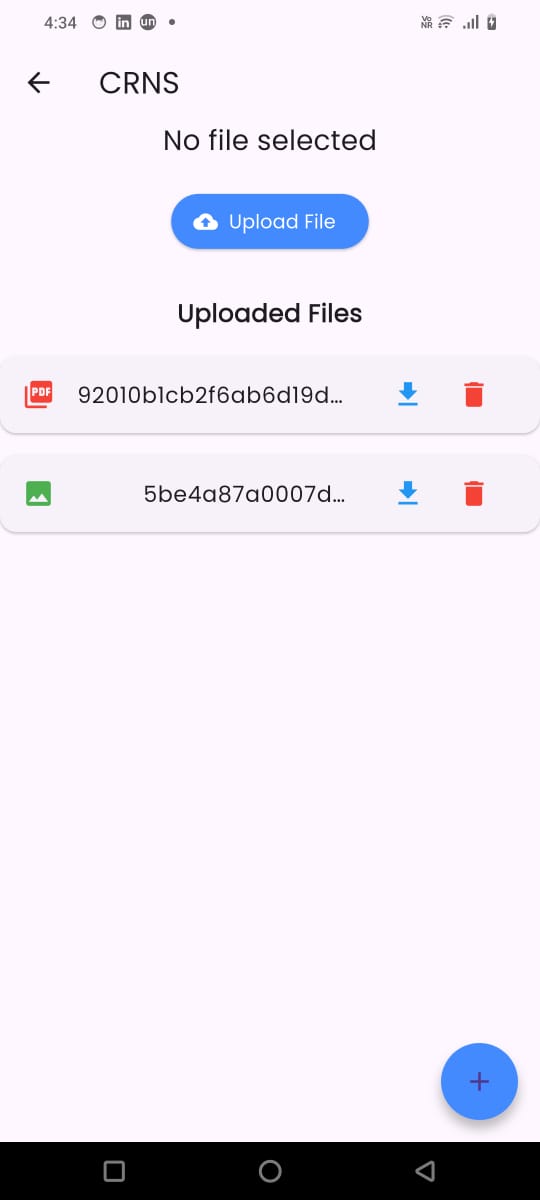 4:34
in
un
Vo
NR
CRNS
No file selected
Upload File
Uploaded Files
PDF
92010b1cb2f6ab6d19d...
5be4a87a0007d...